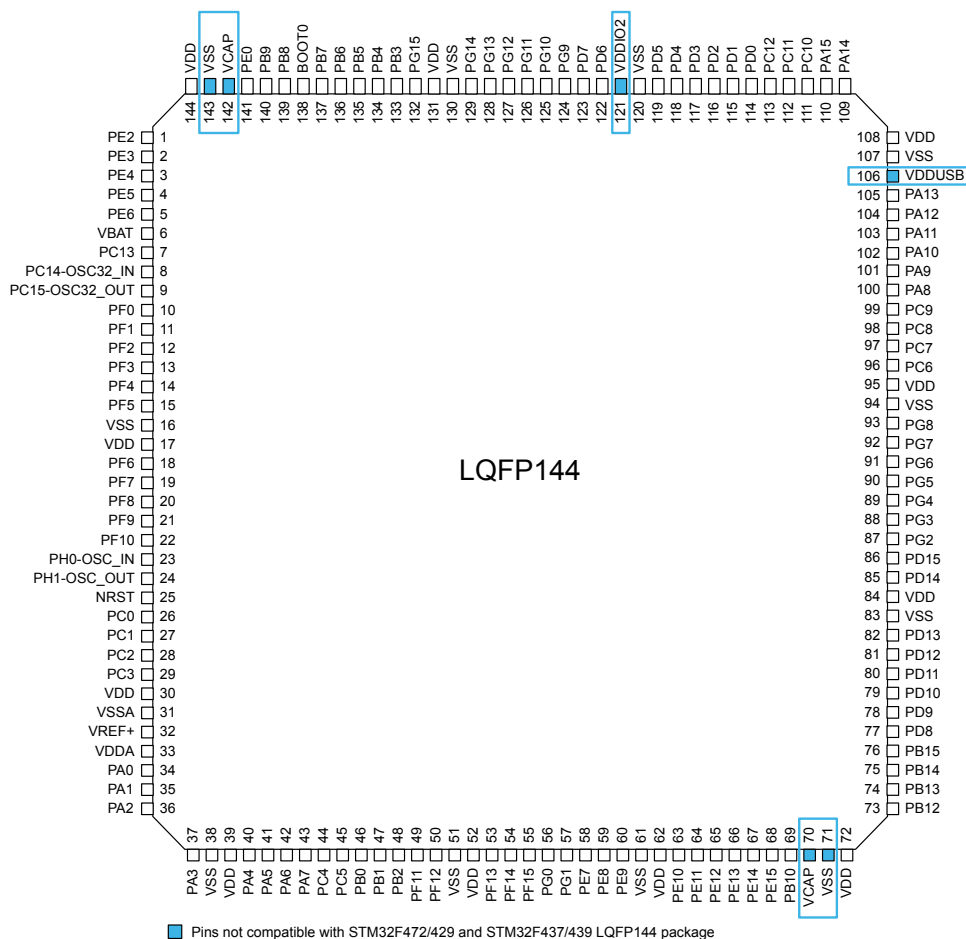 VDD VSS VCAP PE0 PB9 PB8 BOOT0 PB7 PB6 PB5 PB4 PB3 PG15 VDD VSS PG14 PG13 PG12 PG11 PG10 PG9 PD7 PD6 VDDIO2 VSS PD5 PD4 PD3 PD2 PD1 PD0 PC12 PC11 PC10 PA15 PA14
144 143 142 141 140 139 138 137 136 135 134 133 132 131 130 129 128 127 126 125 124 123 122 121 120 119 118 117 116 115 114 113 112 111 110 109
PE2 1 108 VDD
PE3 2 107 VSS
PE4 3 106 VDDUSB
PE5 4 105 PA13
PE6 5 104 PA12
VBAT 6 103 PA11
PC13 7 102 PA10
PC14-OSC32_IN 8 101 PA9
PC15-OSC32_OUT 9 100 PA8
PF0 10 99 PC9
PF1 11 98 PC8
PF2 12 97 PC7
PF3 13 96 PC6
PF4 14 95 VDD
PF5 15 94 VSS
VSS 16 93 PG8
VDD 17 92 PG7
PF6 18 91 PG6
LQFP144
PF7 19 90 PG5
PF8 20 89 PG4
PF9 21 88 PG3
PF10 22 87 PG2
PH0-OSC_IN 23 86 PD15
PH1-OSC_OUT 24 85 PD14
NRST 25 84 VDD
PC0 26 83 VSS
PC1 27 82 PD13
PC2 28 81 PD12
PC3 29 80 PD11
VDD 30 79 PD10
VSSA 31 78 PD9
VREF+ 32 77 PD8
VDDA 33 76 PB15
PA0 34 75 PB14
PA1 35 74 PB13
PA2 36 73 PB12
37 38 39 40 41 42 43 44 45 46 47 48 49 50 51 52 53 54 55 56 57 58 59 60 61 62 63 64 65 66 67 68 69 70 71 72
PA3 VSS VDD PA4 PA5 PA6 PA7 PC4 PC5 PB0 PB1 PB2 PF11 PF12 VSS VDD PF13 PF14 PF15 PG0 PG1 PE7 PE8 PE9 VSS VDD PE10 PE11 PE12 PE13 PE14 PE15 PB10 VCAP VSS VDD
Pins not compatible with STM32F472/429 and STM32F437/439 LQFP144 package